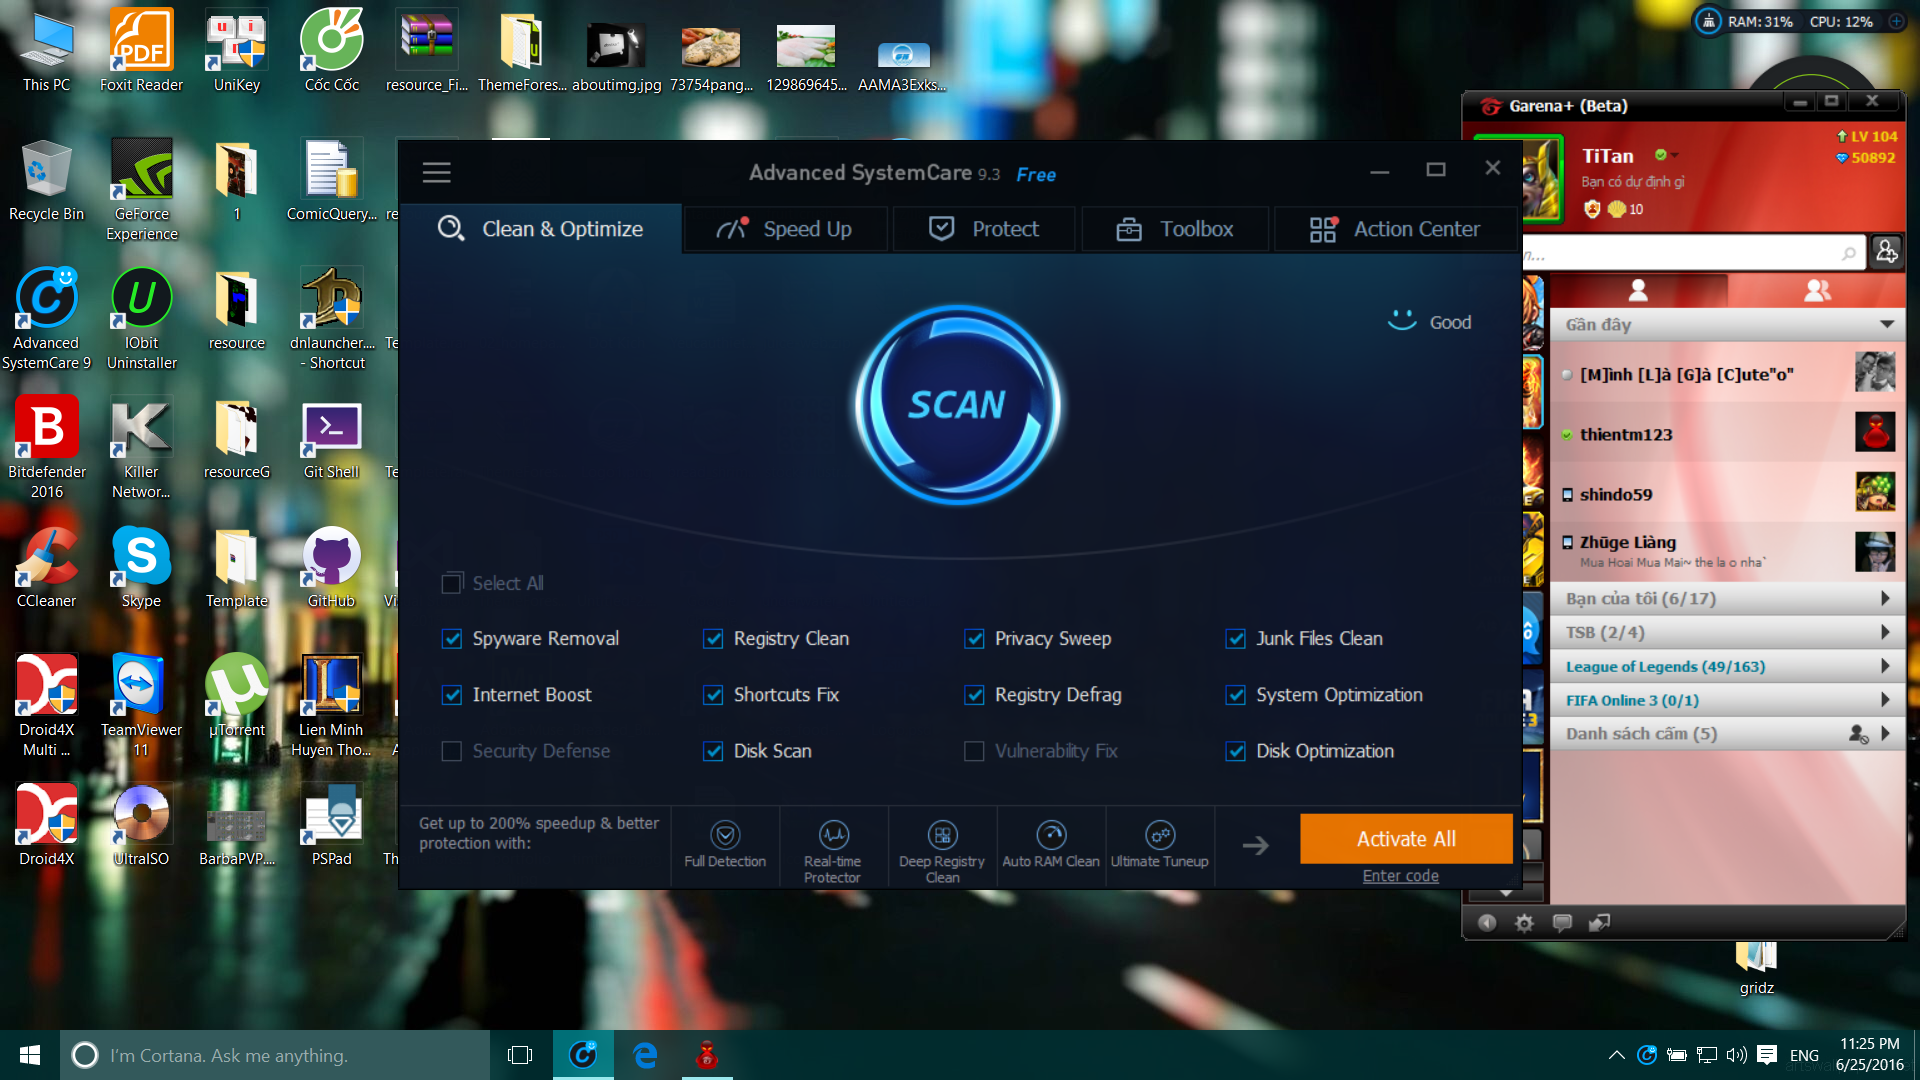 This PC
Foxit Reader
UniKey
Cốc Cốc
resource_Fi...
ThemeFores...
aboutimg.jpg
73754pang...
129869645...
AAMA3Exks...
RAM: 31%
CPU: 12%
Recycle Bin
GeForce
Experience
1
ComicQuery...
Advanced
SystemCare 9
IObit
Uninstaller
resource
dnlauncher....
- Shortcut
Bitdefender
2016
Killer
Networ...
resourceG
Git Shell
CCleaner
Skype
Template
GitHub
Droid4X
Multi ...
TeamViewer
11
µTorrent
Lien Minh
Huyen Tho...
Droid4X
UltraISO
BarbaPVP....
PSPad
Advanced SystemCare 9.3 Free
Clean & Optimize
Speed Up
Protect
Toolbox
Action Center
Good
SCAN
Select All
Spyware Removal
Registry Clean
Privacy Sweep
Junk Files Clean
Internet Boost
Shortcuts Fix
Registry Defrag
System Optimization
Security Defense
Disk Scan
Vulnerability Fix
Disk Optimization
Get up to 200% speedup & better
protection with:
Full Detection
Real-time
Protector
Deep Registry
Clean
Auto RAM Clean
Ultimate Tuneup
Activate All
Enter code
Garena+ (Beta)
LV 104
TiTan
50892
Bạn có dự định gì
10
Gần đây
[M]ình [L]à [G]à [C]ute"o"
thientm123
shindo59
Zhūge Liàng
Mua Hoai Mua Mai~ the la o nha`
Bạn của tôi (6/17)
TSB (2/4)
League of Legends (49/163)
FIFA Online 3 (0/1)
Danh sách cấm (5)
gridz
I'm Cortana. Ask me anything.
ENG
11:25 PM
6/25/2016